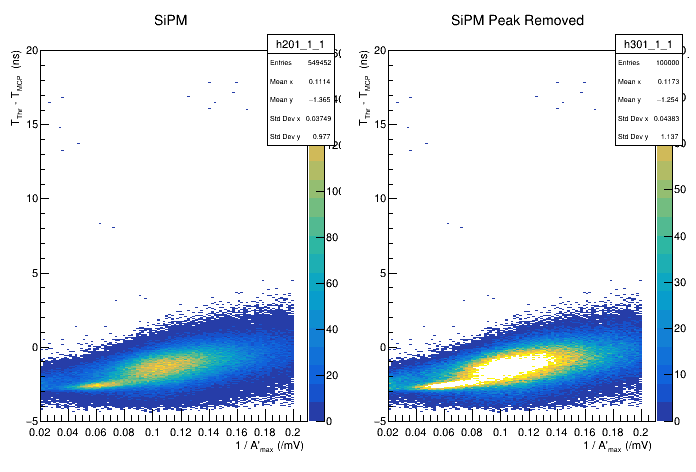 SiPM
SiPM Peak Removed
h201_1_1
Entries 549452
Mean x 0.1114
Mean y −1.365
Std Dev x 0.03749
Std Dev y 0.977
h301_1_1
Entries 100000
Mean x 0.1173
Mean y −1.254
Std Dev x 0.04383
Std Dev y 1.137
T_Thr - T_MCP (ns)
20
15
10
5
0
−5
0.02 0.04 0.06 0.08 0.1 0.12 0.14 0.16 0.18 0.2
1 / A'_max (/mV)
100
80
60
40
20
0
T_Thr - T_MCP (ns)
20
15
10
5
0
−5
0.02 0.04 0.06 0.08 0.1 0.12 0.14 0.16 0.18 0.2
1 / A'_max (/mV)
50
40
30
20
10
0